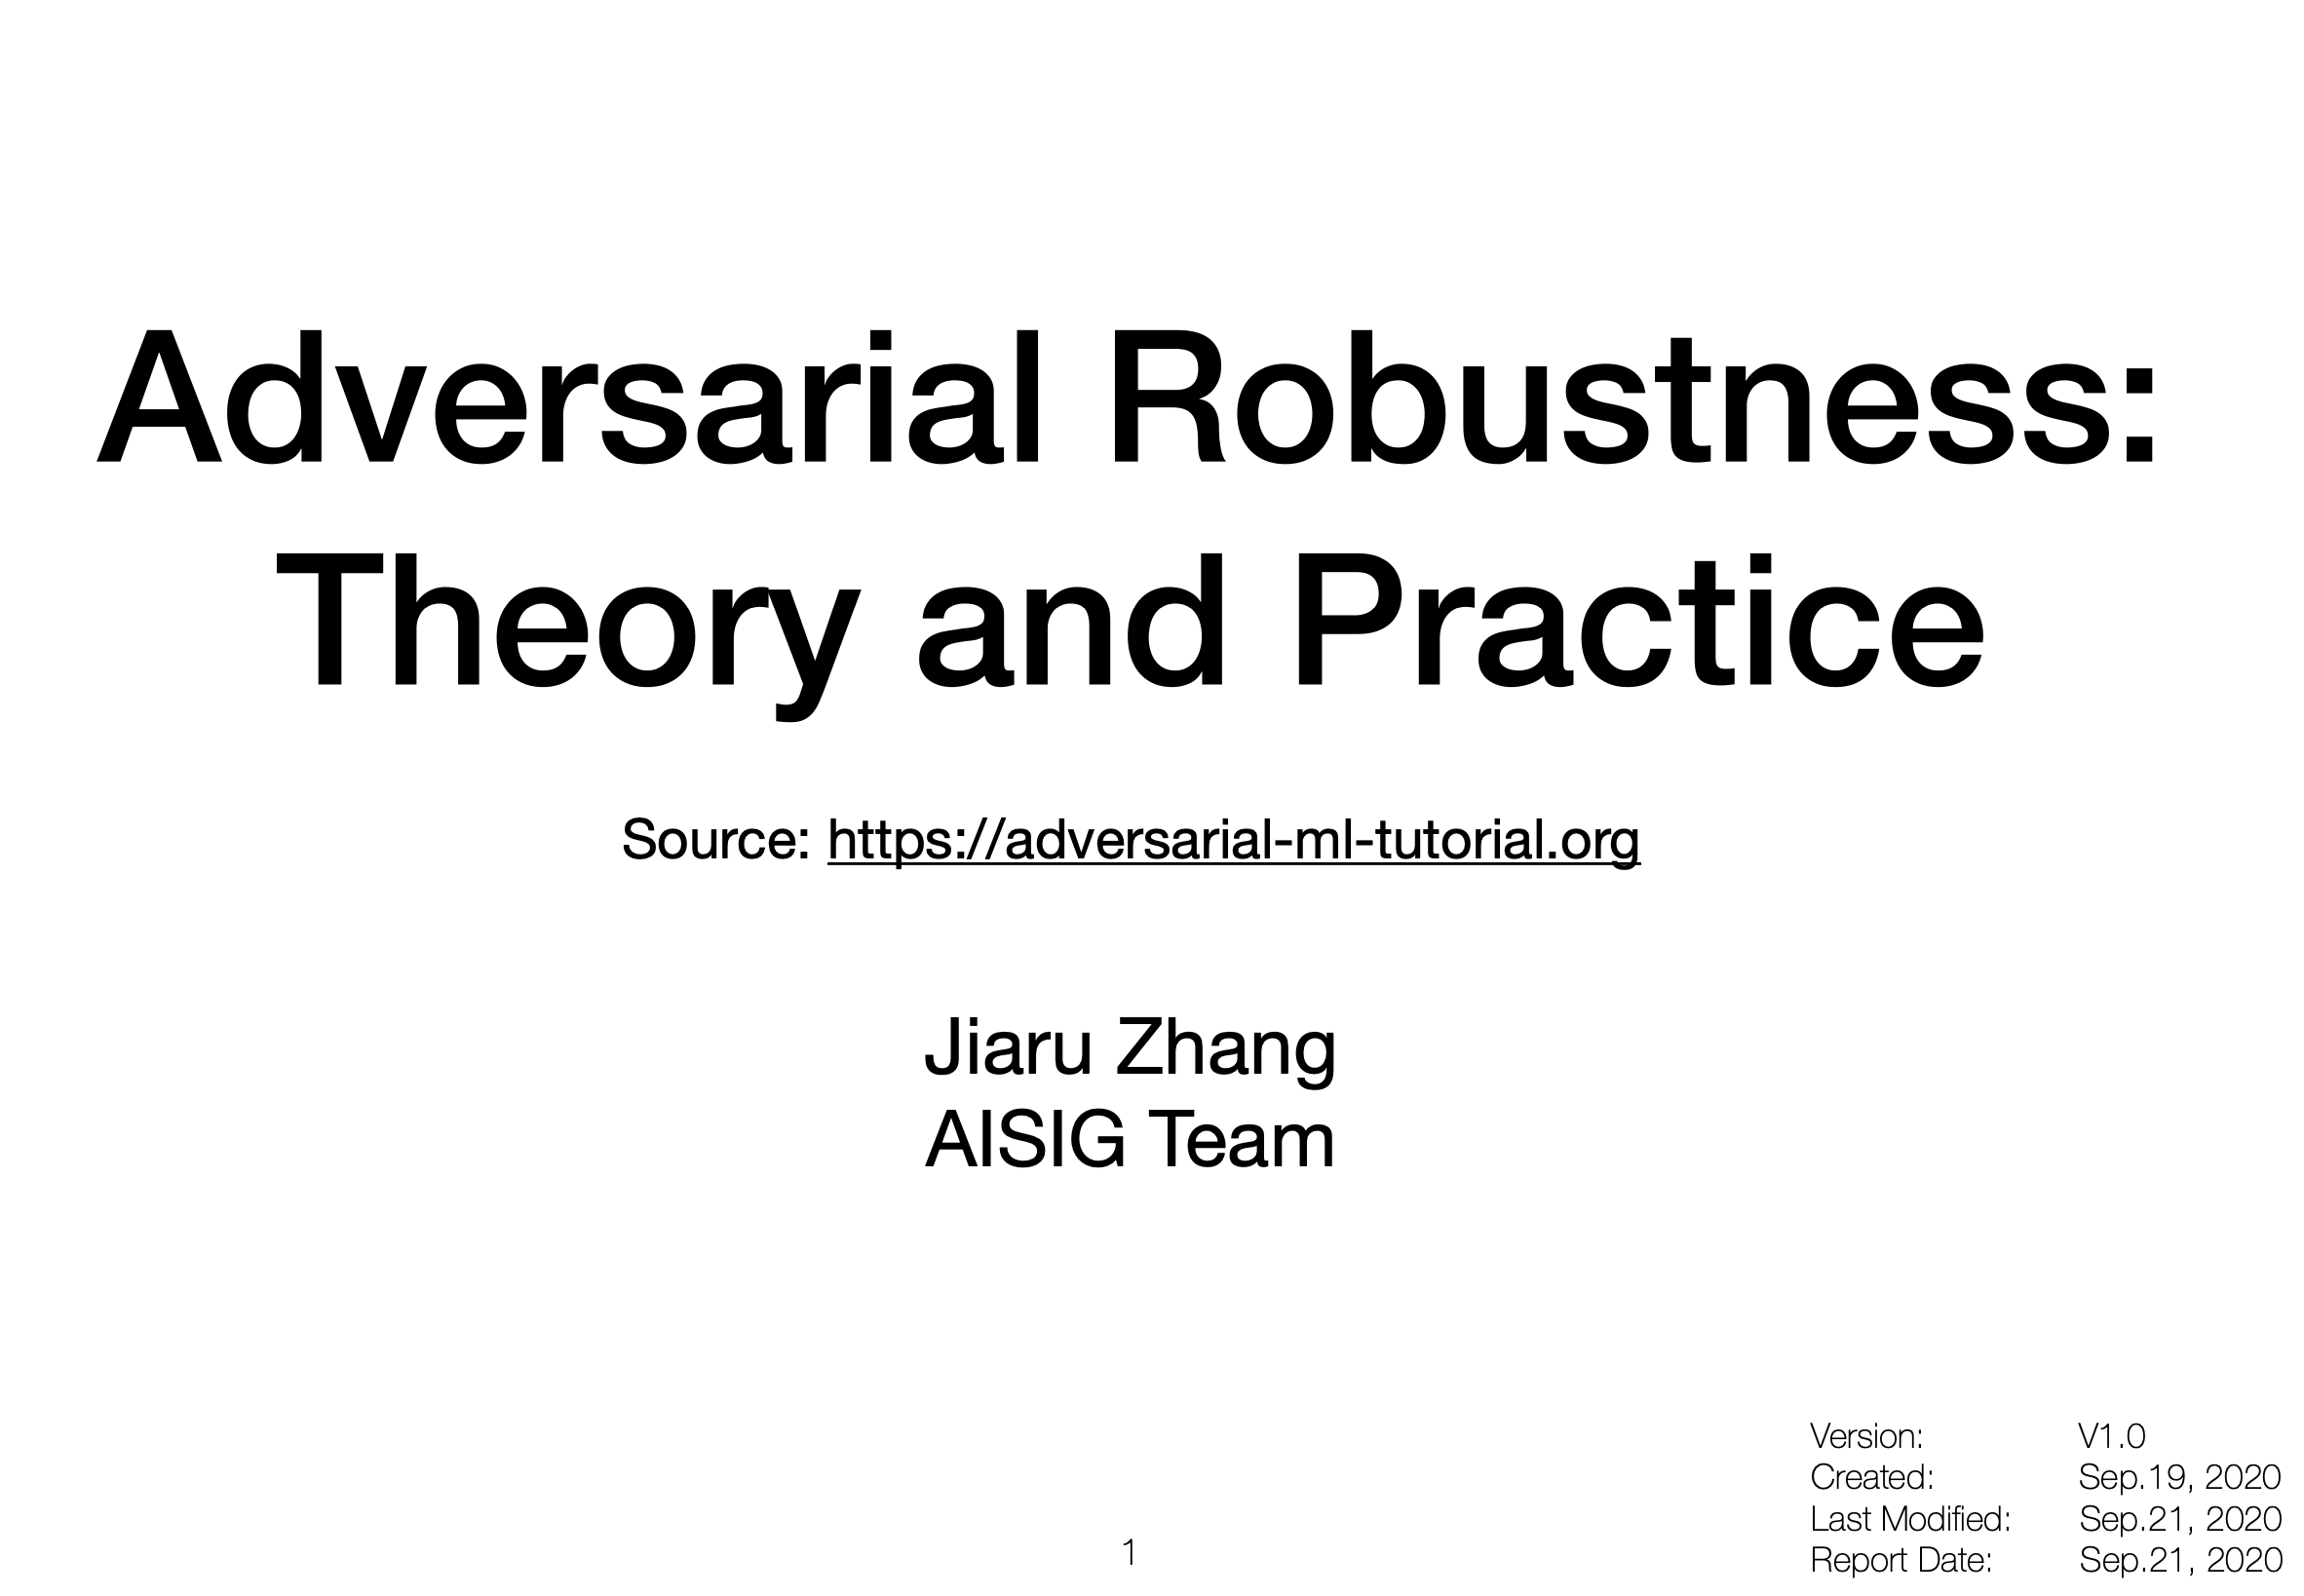 Adversarial Robustness:
Theory and Practice
Source: https://adversarial-ml-tutorial.org
Jiaru Zhang
AISIG Team
Version: V1.0
Created: Sep.19, 2020
Last Modified: Sep.21, 2020
Report Date: Sep.21, 2020
1